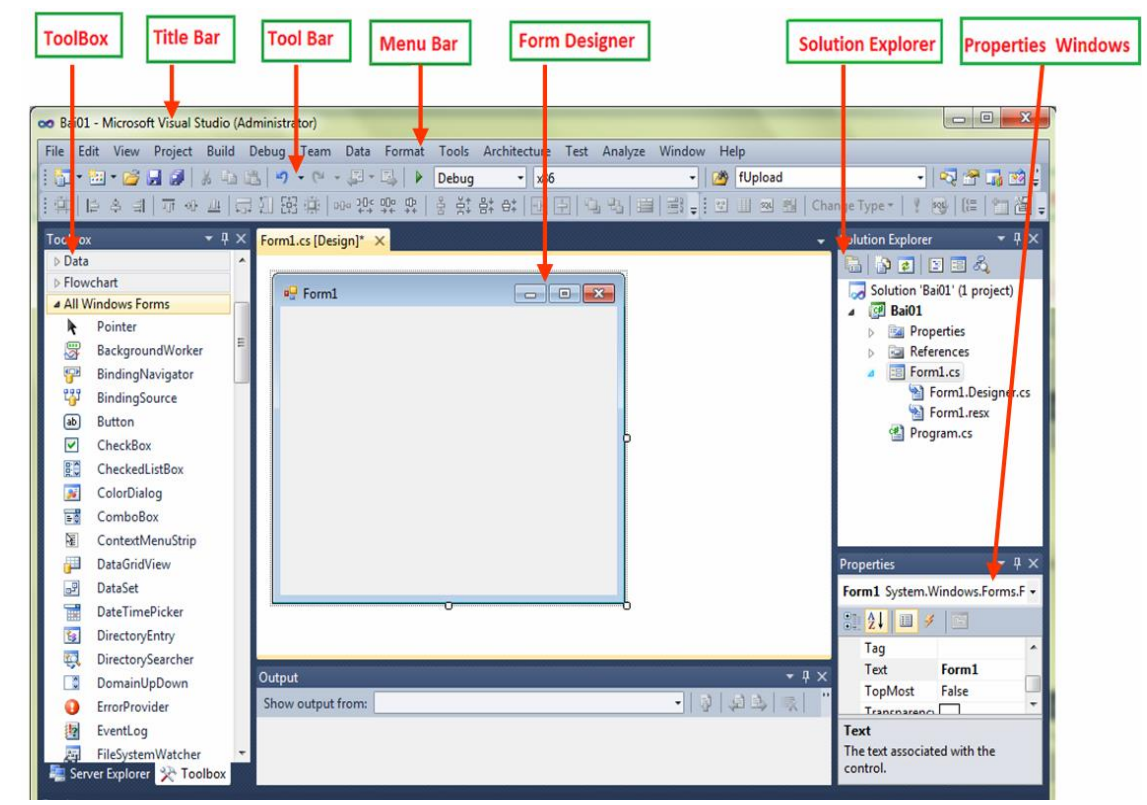 ToolBox
Title Bar
Tool Bar
Menu Bar
Form Designer
Solution Explorer
Properties Windows
Bai01 - Microsoft Visual Studio (Administrator)
File Edit View Project Build Debug Team Data Format Tools Architecture Test Analyze Window Help
Debug x86 fUpload
Change Type
Toolbox
Data
Flowchart
All Windows Forms
Pointer
BackgroundWorker
BindingNavigator
BindingSource
Button
CheckBox
CheckedListBox
ColorDialog
ComboBox
ContextMenuStrip
DataGridView
DataSet
DateTimePicker
DirectoryEntry
DirectorySearcher
DomainUpDown
ErrorProvider
EventLog
FileSystemWatcher
Server Explorer Toolbox
Form1.cs [Design]*
Form1
Output
Show output from:
Solution Explorer
Solution 'Bai01' (1 project)
Bai01
Properties
References
Form1.cs
Form1.Designer.cs
Form1.resx
Program.cs
Properties
Form1 System.Windows.Forms.F
Tag
Text Form1
TopMost False
Text
The text associated with the
control.